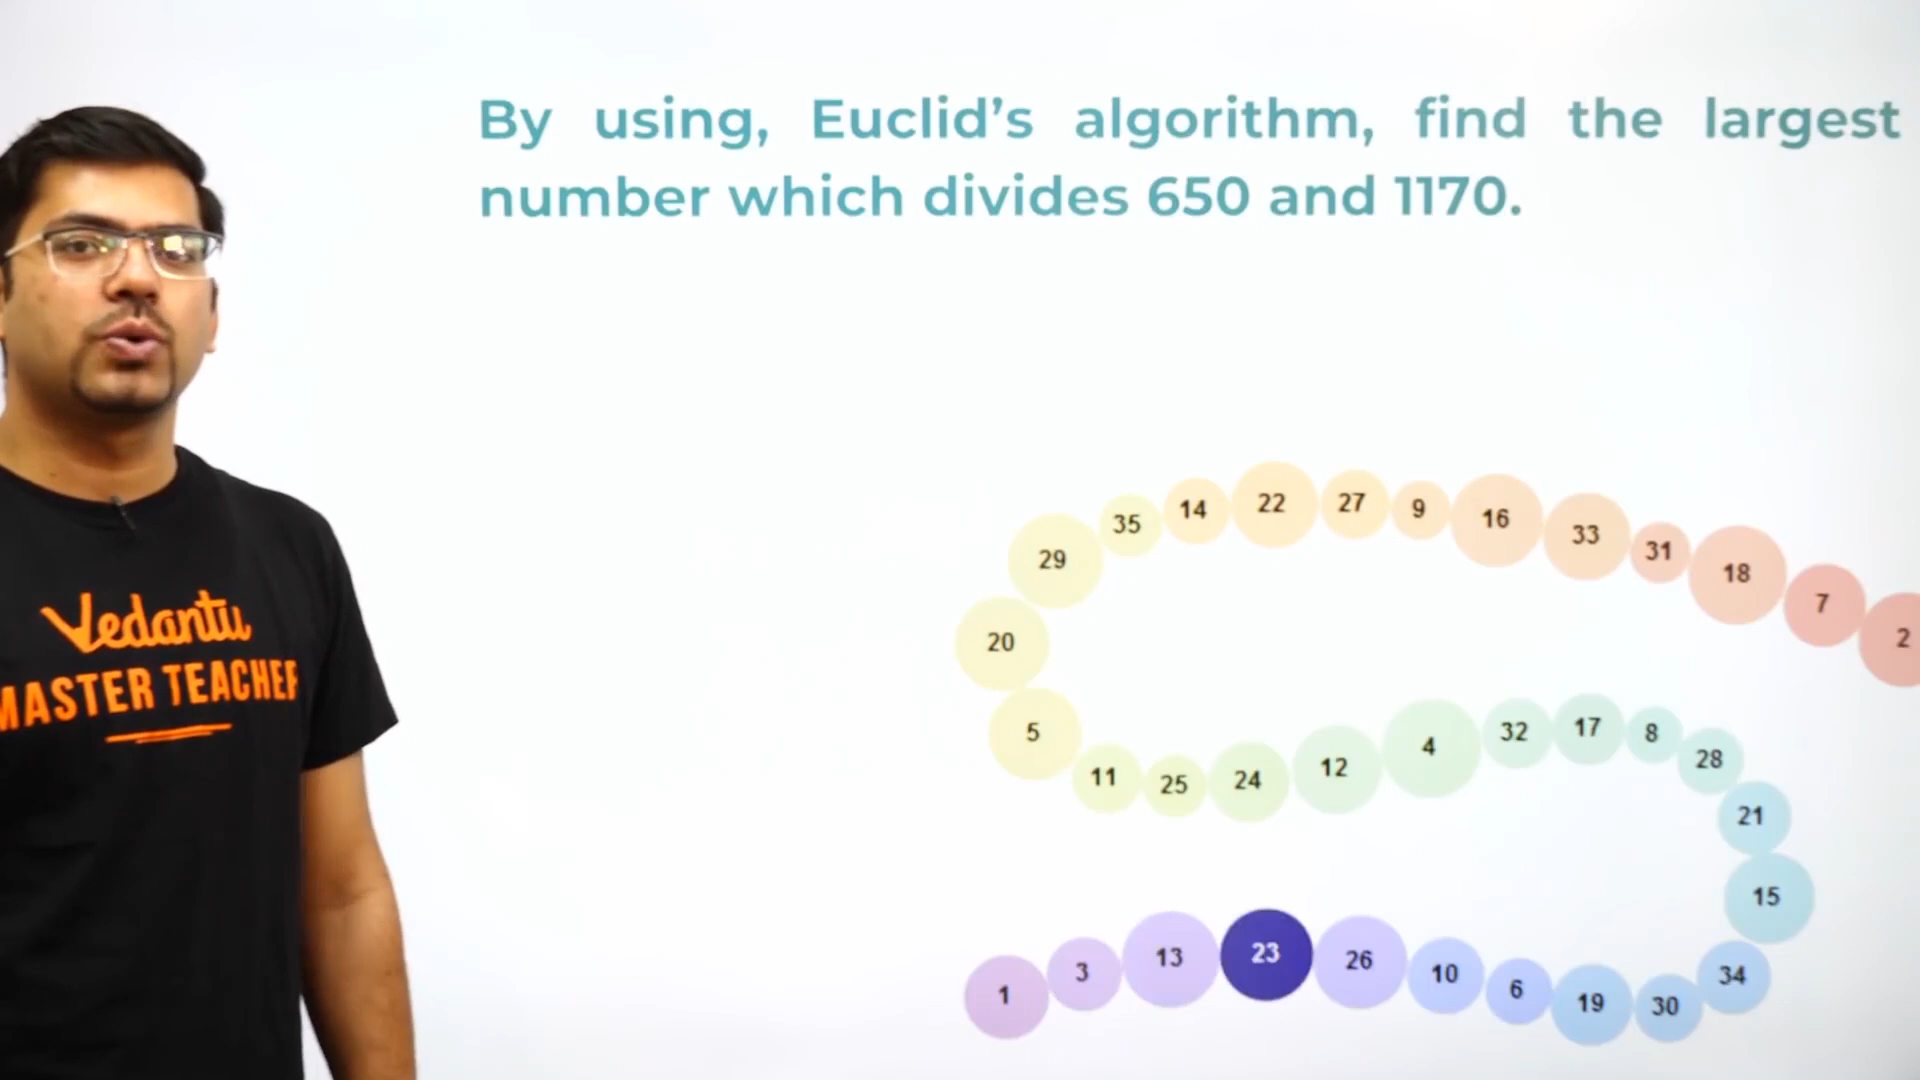 By using, Euclid's algorithm, find the largest
number which divides 650 and 1170.
Vedantu
MASTER TEACHER
35 14 22 27 9 16 33 31 18 7 2
29
20
5
11 25 24 12 4 32 17 8 28
21
15
1 3 13 23 26 10 6 19 30 34